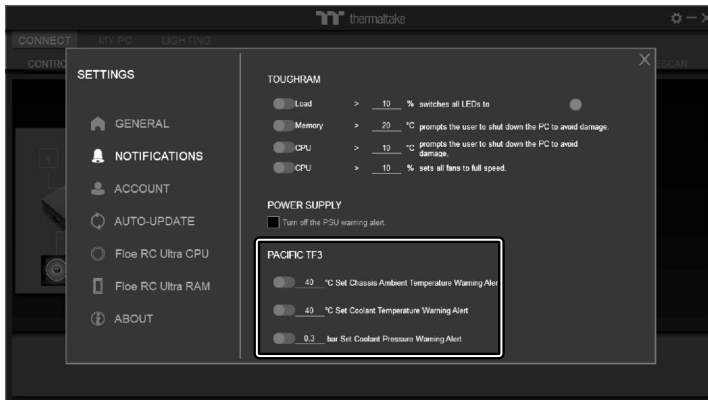 thermaltake
CONNECT MY PC LIGHTING
CONTRO
SETTINGS
X
GENERAL
NOTIFICATIONS
ACCOUNT
AUTO-UPDATE
Floe RC Ultra CPU
Floe RC Ultra RAM
ABOUT
TOUGHRAM
Load > 10 % switches all LEDs to
Memory > 20 °C prompts the user to shut down the PC to avoid damage.
CPU > 10 °C prompts the user to shut down the PC to avoid
damage.
CPU > 10 % sets all fans to full speed.
POWER SUPPLY
Turn off the PSU warning alert.
PACIFIC TF3
40 °C Set Chassis Ambient Temperature Warning Aler
40 °C Set Coolant Temperature Warning Alert
0.3 bar Set Coolant Pressure Warning Alert
ESCAN
4